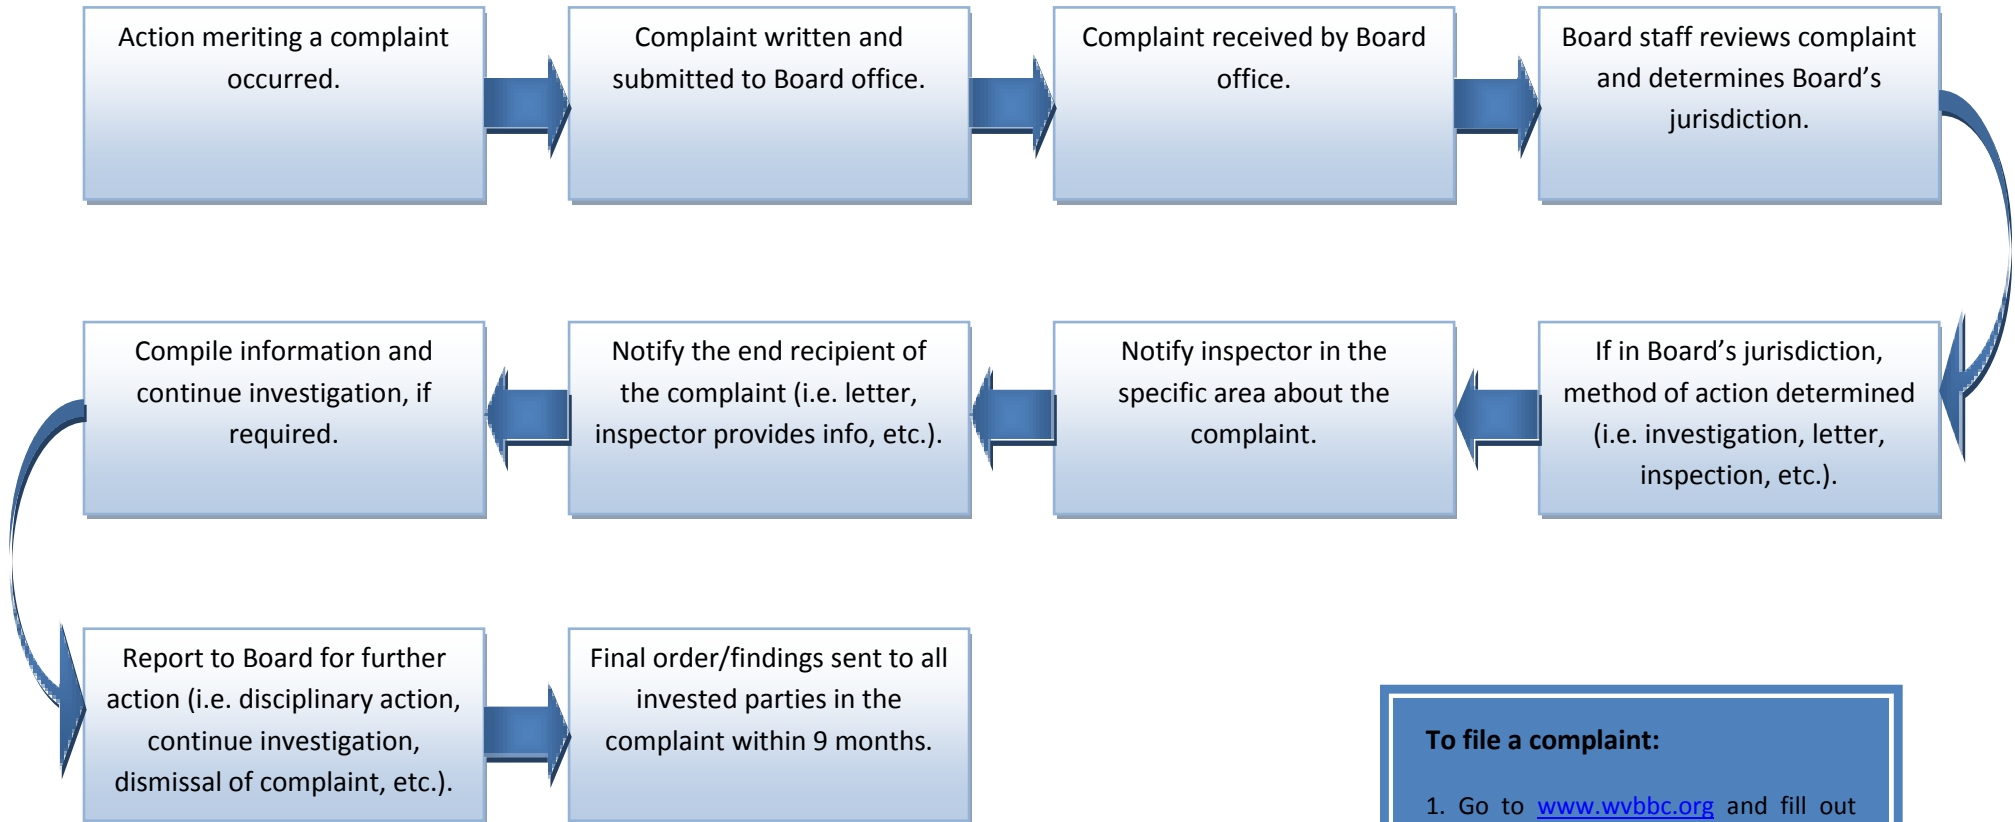 Action meriting a complaint
occurred.
Complaint written and
submitted to Board office.
Complaint received by Board
office.
Board staff reviews complaint
and determines Board’s
jurisdiction.
If in Board’s jurisdiction,
method of action determined
(i.e. investigation, letter,
inspection, etc.).
Notify inspector in the
specific area about the
complaint.
Notify the end recipient of
the complaint (i.e. letter,
inspector provides info, etc.).
Compile information and
continue investigation, if
required.
Report to Board for further
action (i.e. disciplinary action,
continue investigation,
dismissal of complaint, etc.).
Final order/findings sent to all
invested parties in the
complaint within 9 months.
To file a complaint:
1. Go to www.wvbbc.org and fill out